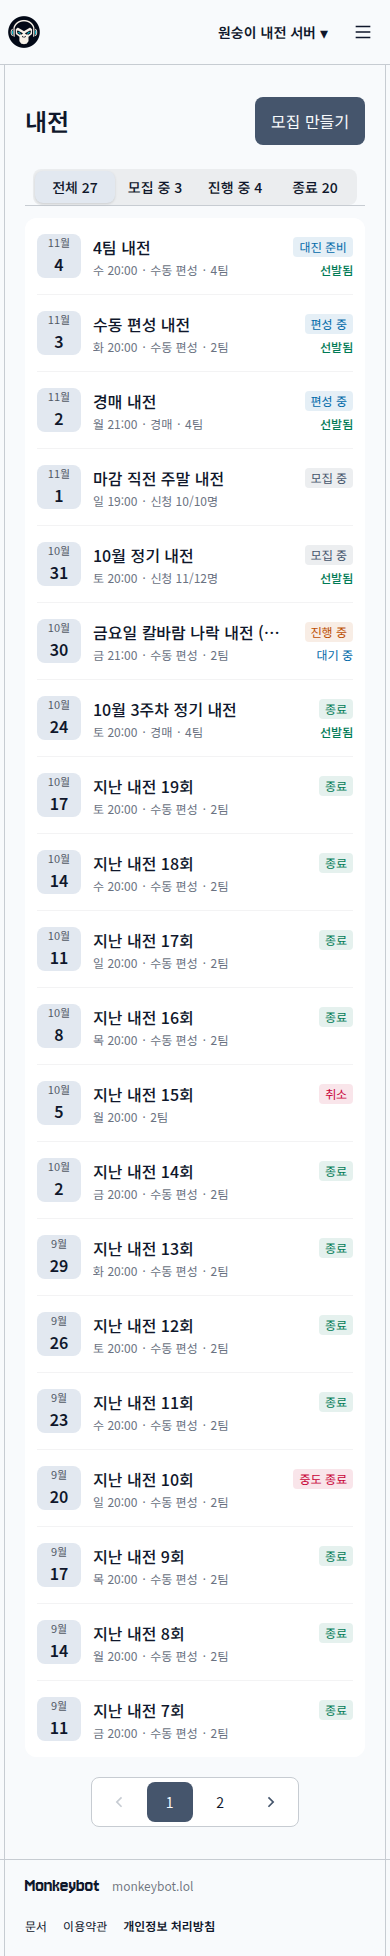 원숭이 내전 서버 ▼
내전
모집 만들기
전체 27 모집 중 3 진행 중 4 종료 20
11월
4
4팀 내전
대진 준비
수 20:00 · 수동 편성 · 4팀
선발됨
11월
3
수동 편성 내전
편성 중
화 20:00 · 수동 편성 · 2팀
선발됨
11월
2
경매 내전
편성 중
월 21:00 · 경매 · 4팀
선발됨
11월
1
마감 직전 주말 내전
모집 중
일 19:00 · 신청 10/10명
10월
31
10월 정기 내전
모집 중
토 20:00 · 신청 11/12명
선발됨
10월
30
금요일 칼바람 나락 내전 (…
진행 중
금 21:00 · 수동 편성 · 2팀
대기 중
10월
24
10월 3주차 정기 내전
종료
토 20:00 · 경매 · 4팀
선발됨
10월
17
지난 내전 19회
종료
토 20:00 · 수동 편성 · 2팀
10월
14
지난 내전 18회
종료
수 20:00 · 수동 편성 · 2팀
10월
11
지난 내전 17회
종료
일 20:00 · 수동 편성 · 2팀
10월
8
지난 내전 16회
종료
목 20:00 · 수동 편성 · 2팀
10월
5
지난 내전 15회
취소
월 20:00 · 2팀
10월
2
지난 내전 14회
종료
금 20:00 · 수동 편성 · 2팀
9월
29
지난 내전 13회
종료
화 20:00 · 수동 편성 · 2팀
9월
26
지난 내전 12회
종료
토 20:00 · 수동 편성 · 2팀
9월
23
지난 내전 11회
종료
수 20:00 · 수동 편성 · 2팀
9월
20
지난 내전 10회
중도 종료
일 20:00 · 수동 편성 · 2팀
9월
17
지난 내전 9회
종료
목 20:00 · 수동 편성 · 2팀
9월
14
지난 내전 8회
종료
월 20:00 · 수동 편성 · 2팀
9월
11
지난 내전 7회
종료
금 20:00 · 수동 편성 · 2팀
1 2
Monkeybot monkeybot.lol
문서 이용약관 개인정보 처리방침